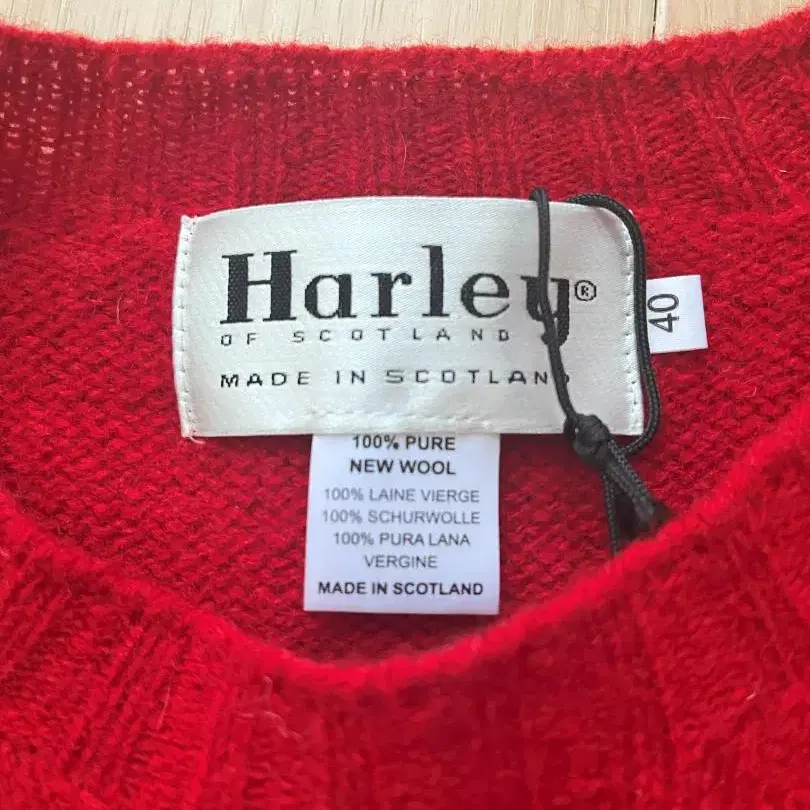 Harley®
OF SCOTLAND
MADE IN SCOTLAND
40
100% PURE
NEW WOOL
100% LAINE VIERGE
100% SCHURWOLLE
100% PURA LANA
VERGINE
MADE IN SCOTLAND